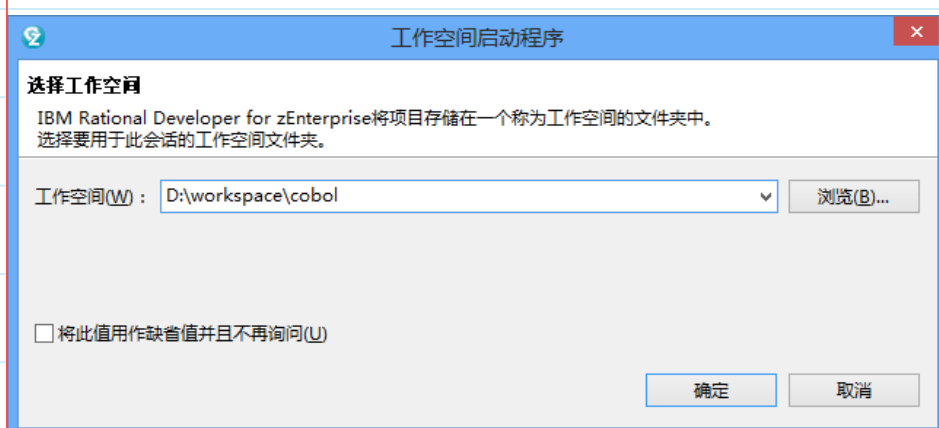 工作空间启动程序
选择工作空间
IBM Rational Developer for zEnterprise将项目存储在一个称为工作空间的文件夹中。
选择要用于此会话的工作空间文件夹。
工作空间(W)： D:\workspace\cobol 浏览(B)...
将此值用作缺省值并且不再询问(U)
确定 取消